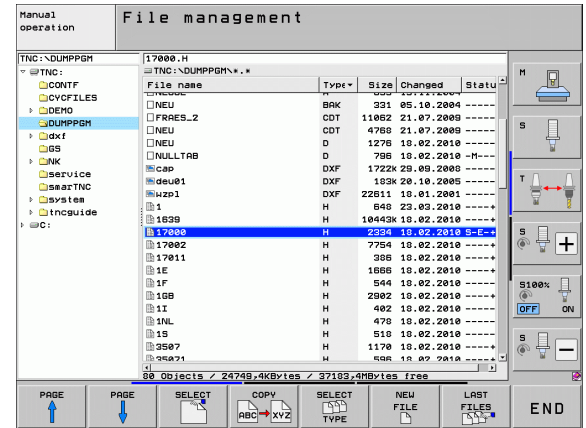 Manual operation
File management
TNC:\DUMPPGM
17000.H
TNC:
CONTF
CYCFILES
DEMO
DUMPPGM
dxf
GS
NK
service
smarTNC
system
tncguide
C:
TNC:\DUMPPGM\*.*
File name Type Size Changed Statu
NEU BAK 331 05.10.2004 -----
FRAES_2 CDT 11062 21.07.2009 -----
NEU CDT 4768 21.07.2009 -----
NEU D 1276 18.02.2010 -----
NULLTAB D 796 18.02.2010 -M---
cap DXF 1722K 29.09.2008 -----
deu01 DXF 183K 20.10.2005 -----
wzp1 DXF 22611 18.01.2001 -----
1 H 648 23.03.2010 ----+
1639 H 10443K 18.02.2010 ----+
17000 H 2334 18.02.2010 S-E-+
17002 H 7754 18.02.2010 ----+
17011 H 386 18.02.2010 ----+
1E H 1666 18.02.2010 ----+
1F H 544 18.02.2010 ----+
1GB H 2902 18.02.2010 ----+
1I H 402 18.02.2010 ----+
1NL H 478 18.02.2010 ----+
1S H 518 18.02.2010 ----+
3507 H 1170 18.02.2010 ----+
35071 H 596 18.02.2010 ----+
80 Objects / 24749,4KBytes / 37183,4MBytes free
M
S
T
S
S100%
OFF ON
S
PAGE
PAGE
SELECT
COPY
ABC XYZ
SELECT
TYPE
NEW
FILE
LAST
FILES
END